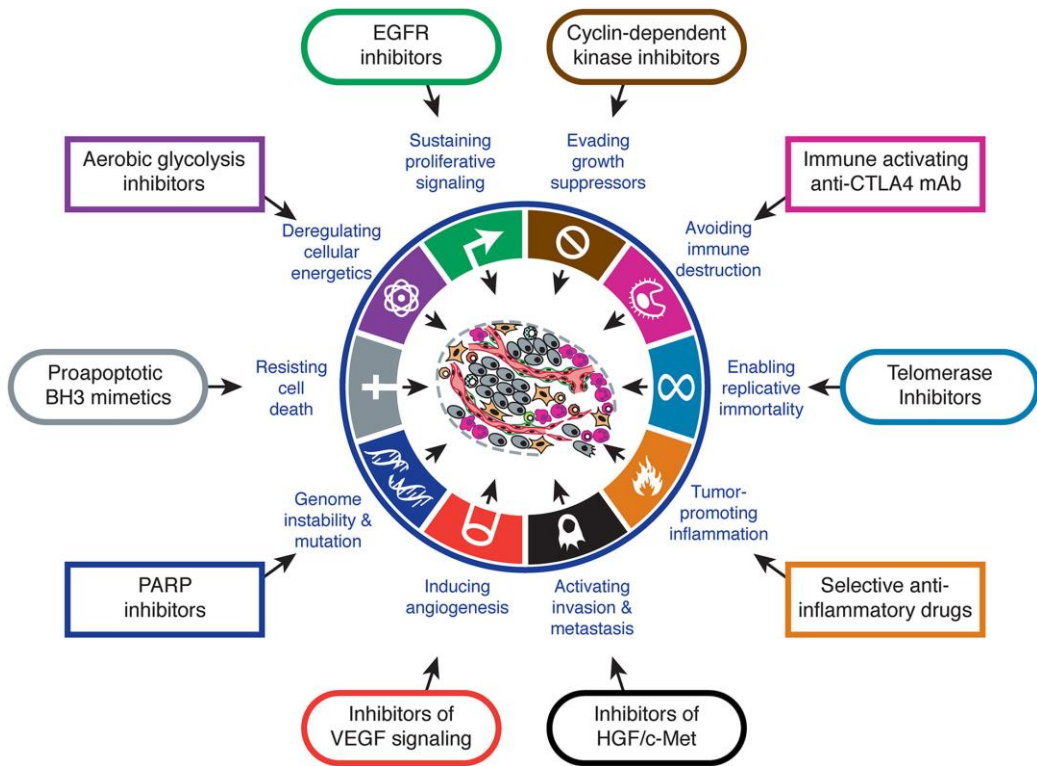 EGFR
inhibitors
Cyclin-dependent
kinase inhibitors
Sustaining
proliferative
signaling
Evading
growth
suppressors
Aerobic glycolysis
inhibitors
Immune activating
anti-CTLA4 mAb
Deregulating
cellular
energetics
Avoiding
immune
destruction
Proapoptotic
BH3 mimetics
Resisting
cell
death
Enabling
replicative
immortality
Telomerase
Inhibitors
Genome
instability &
mutation
Tumor-
promoting
inflammation
PARP
inhibitors
Inducing
angiogenesis
Activating
invasion &
metastasis
Selective anti-
inflammatory drugs
Inhibitors of
VEGF signaling
Inhibitors of
HGF/c-Met